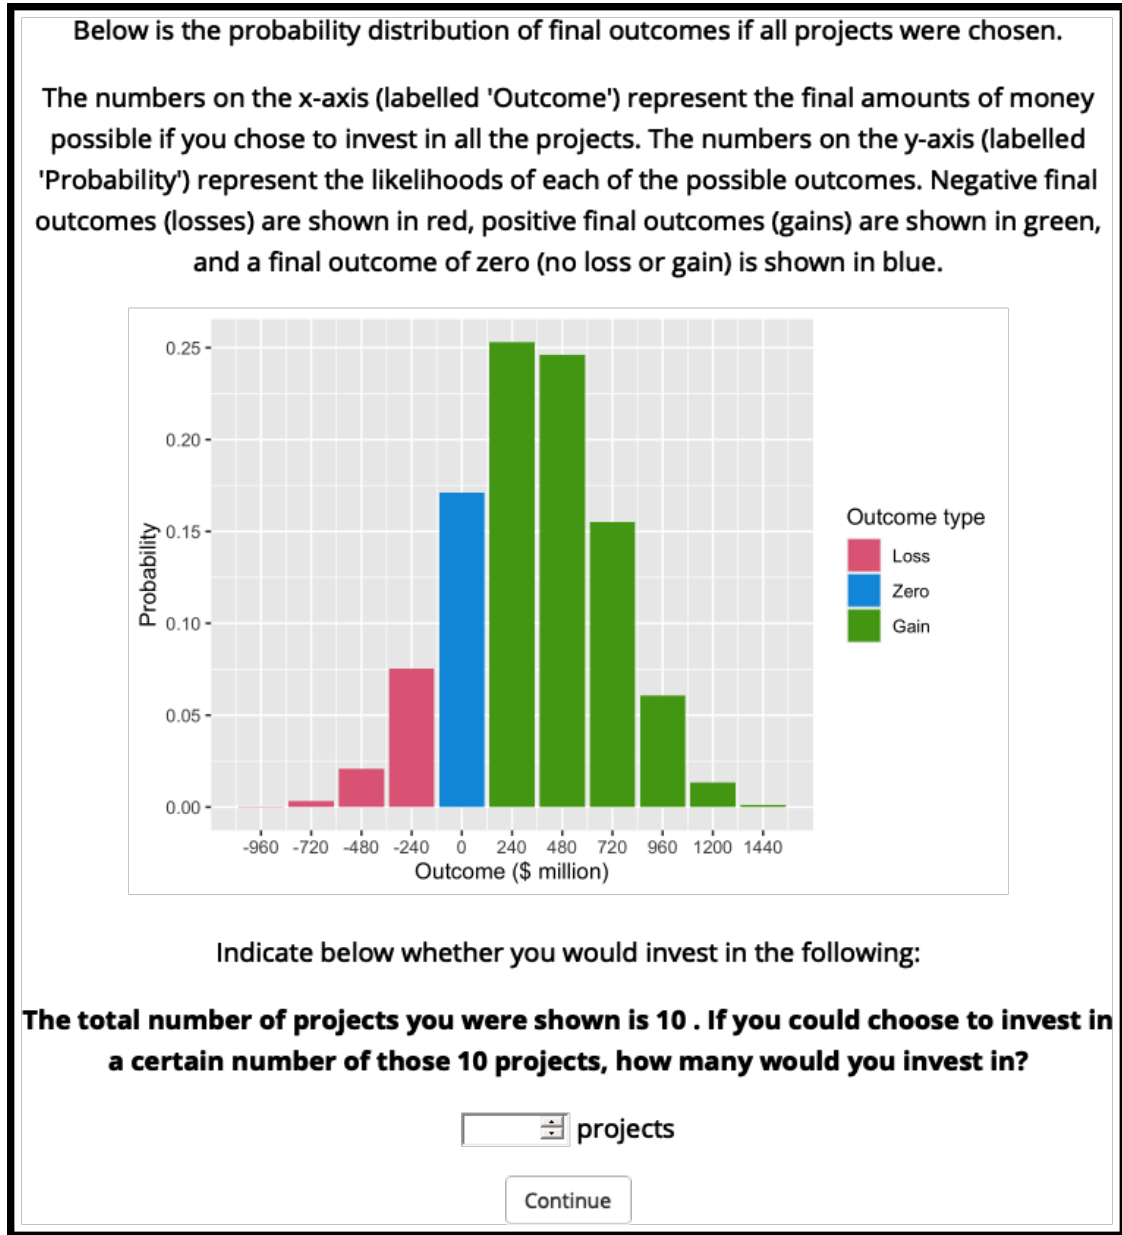 Below is the probability distribution of final outcomes if all projects were chosen.
The numbers on the x-axis (labelled 'Outcome') represent the final amounts of money
possible if you chose to invest in all the projects. The numbers on the y-axis (labelled
'Probability') represent the likelihoods of each of the possible outcomes. Negative final
outcomes (losses) are shown in red, positive final outcomes (gains) are shown in green,
and a final outcome of zero (no loss or gain) is shown in blue.
0.25
0.20
0.15
0.10
0.05
0.00
Probability
-960 -720 -480 -240 0 240 480 720 960 1200 1440
Outcome ($ million)
Outcome type
Loss
Zero
Gain
Indicate below whether you would invest in the following:
The total number of projects you were shown is 10 . If you could choose to invest in
a certain number of those 10 projects, how many would you invest in?
projects
Continue